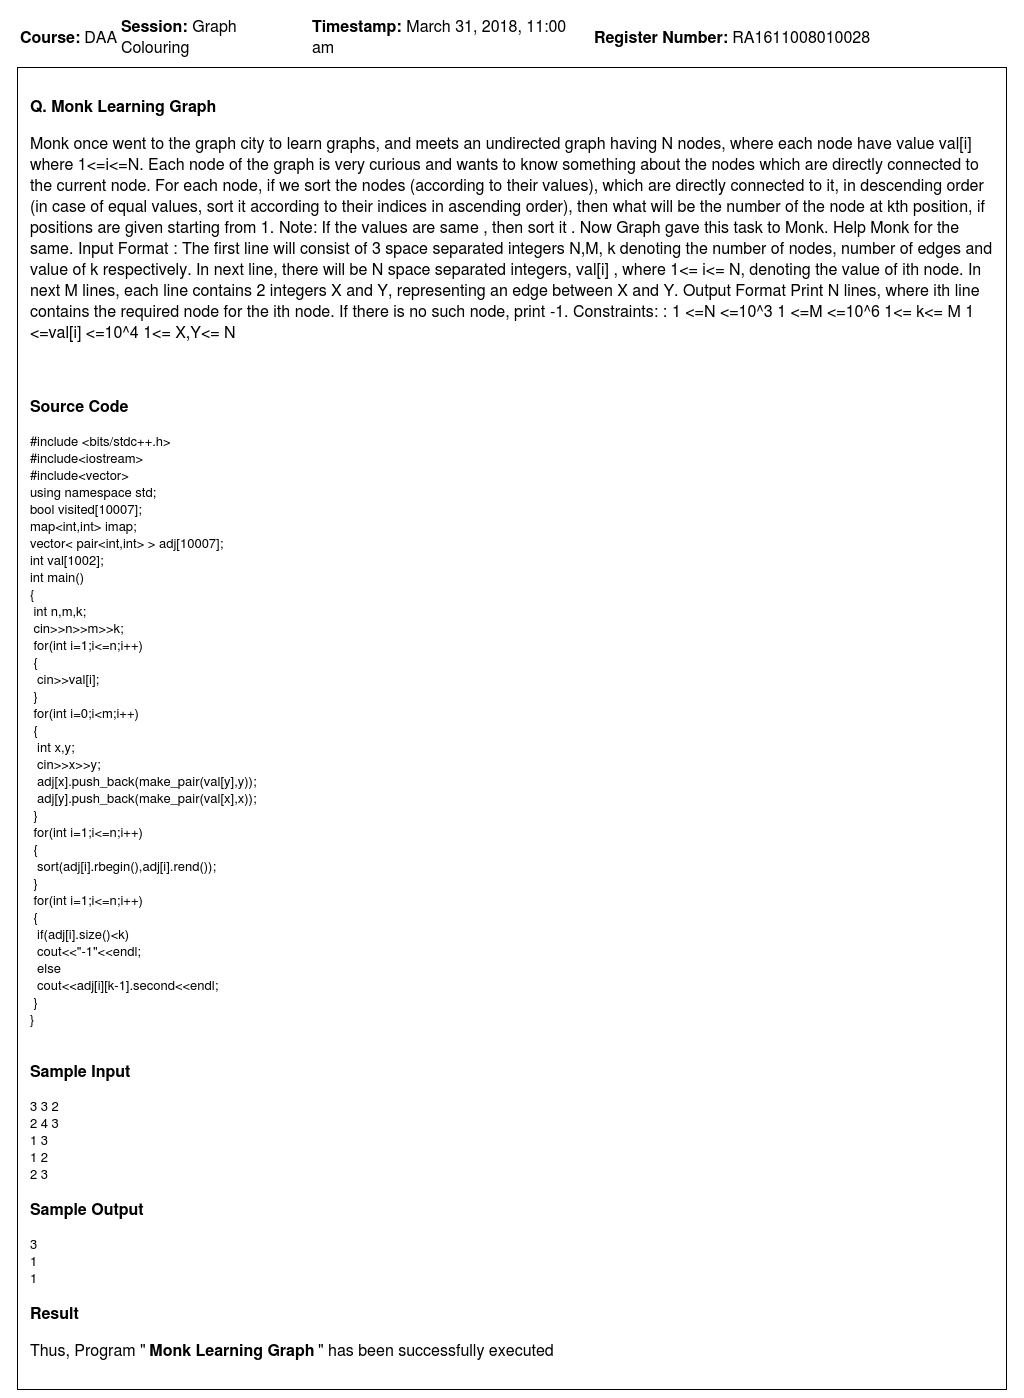 Course: DAA Session: Graph Colouring Timestamp: March 31, 2018, 11:00 am Register Number: RA1611008010028
Q. Monk Learning Graph
Monk once went to the graph city to learn graphs, and meets an undirected graph having N nodes, where each node have value val[i]
where 1<=i<=N. Each node of the graph is very curious and wants to know something about the nodes which are directly connected to
the current node. For each node, if we sort the nodes (according to their values), which are directly connected to it, in descending order
(in case of equal values, sort it according to their indices in ascending order), then what will be the number of the node at kth position, if
positions are given starting from 1. Note: If the values are same , then sort it . Now Graph gave this task to Monk. Help Monk for the
same. Input Format : The first line will consist of 3 space separated integers N,M, k denoting the number of nodes, number of edges and
value of k respectively. In next line, there will be N space separated integers, val[i] , where 1<= i<= N, denoting the value of ith node. In
next M lines, each line contains 2 integers X and Y, representing an edge between X and Y. Output Format Print N lines, where ith line
contains the required node for the ith node. If there is no such node, print -1. Constraints: : 1 <=N <=10^3 1 <=M <=10^6 1<= k<= M 1
<=val[i] <=10^4 1<= X,Y<= N
Source Code
#include <bits/stdc++.h>
#include<iostream>
#include<vector>
using namespace std;
bool visited[10007];
map<int,int> imap;
vector< pair<int,int> > adj[10007];
int val[1002];
int main()
{
int n,m,k;
cin>>n>>m>>k;
for(int i=1;i<=n;i++)
{
cin>>val[i];
}
for(int i=0;i<m;i++)
{
int x,y;
cin>>x>>y;
adj[x].push_back(make_pair(val[y],y));
adj[y].push_back(make_pair(val[x],x));
}
for(int i=1;i<=n;i++)
{
sort(adj[i].rbegin(),adj[i].rend());
}
for(int i=1;i<=n;i++)
{
if(adj[i].size()<k)
cout<<"-1"<<endl;
else
cout<<adj[i][k-1].second<<endl;
}
}
Sample Input
3 3 2
2 4 3
1 3
1 2
2 3
Sample Output
3
1
1
Result
Thus, Program " Monk Learning Graph " has been successfully executed